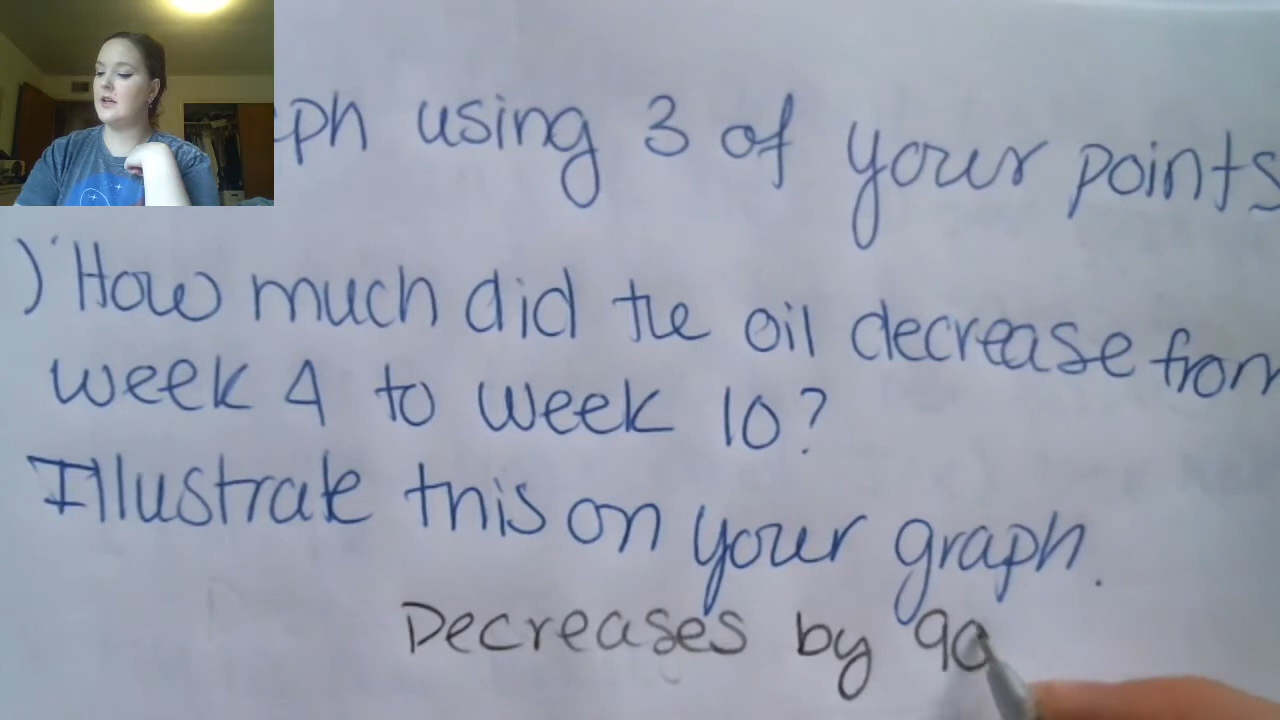 ph using 3 of your points
) How much did the oil decrease from
week 4 to week 10?
Illustrate this on your graph.
Decreases by 90